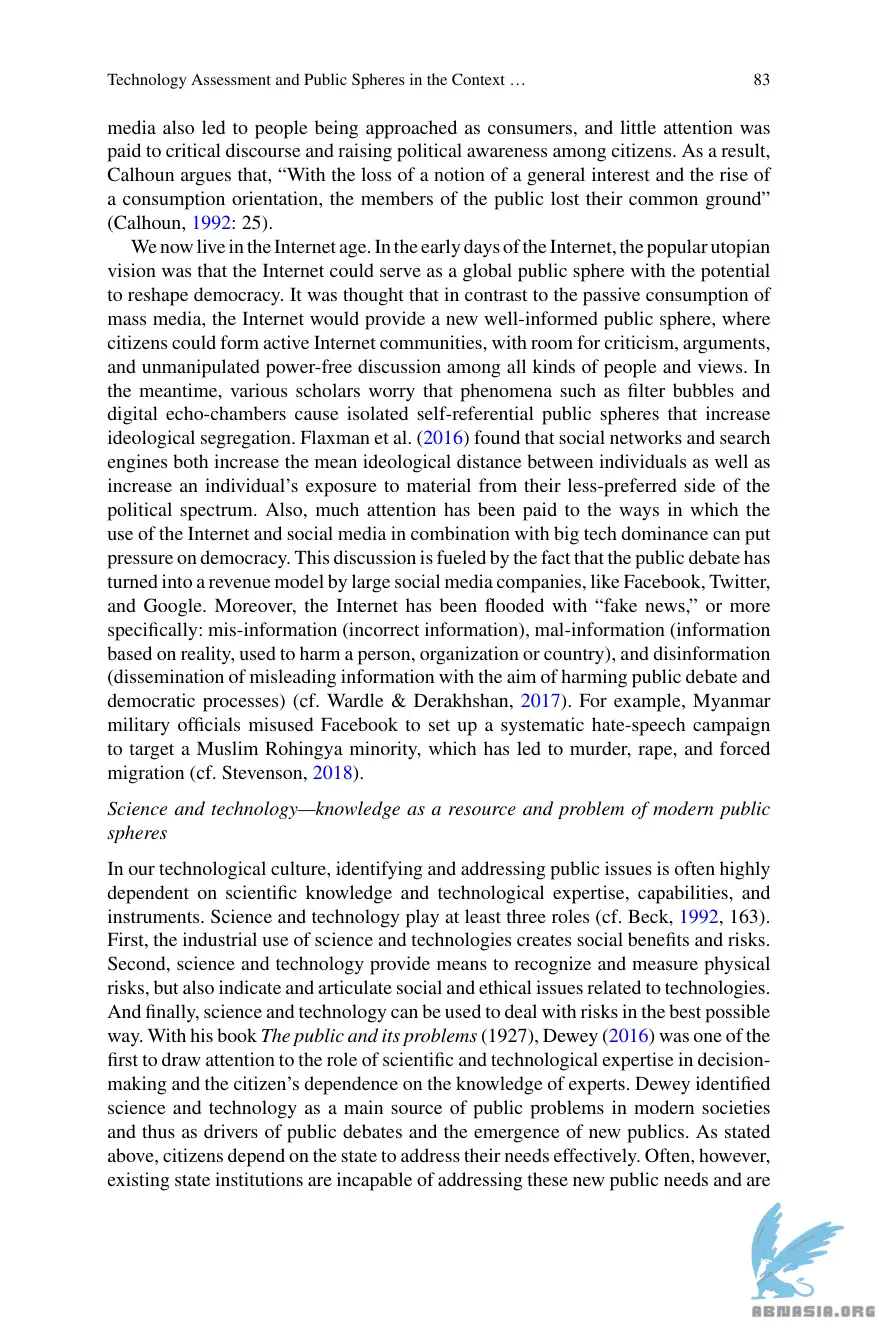 Technology Assessment and Public Spheres in the Context … 83
media also led to people being approached as consumers, and little attention was
paid to critical discourse and raising political awareness among citizens. As a result,
Calhoun argues that, “With the loss of a notion of a general interest and the rise of
a consumption orientation, the members of the public lost their common ground”
(Calhoun, 1992: 25).
We now live in the Internet age. In the early days of the Internet, the popular utopian
vision was that the Internet could serve as a global public sphere with the potential
to reshape democracy. It was thought that in contrast to the passive consumption of
mass media, the Internet would provide a new well-informed public sphere, where
citizens could form active Internet communities, with room for criticism, arguments,
and unmanipulated power-free discussion among all kinds of people and views. In
the meantime, various scholars worry that phenomena such as filter bubbles and
digital echo-chambers cause isolated self-referential public spheres that increase
ideological segregation. Flaxman et al. (2016) found that social networks and search
engines both increase the mean ideological distance between individuals as well as
increase an individual’s exposure to material from their less-preferred side of the
political spectrum. Also, much attention has been paid to the ways in which the
use of the Internet and social media in combination with big tech dominance can put
pressure on democracy. This discussion is fueled by the fact that the public debate has
turned into a revenue model by large social media companies, like Facebook, Twitter,
and Google. Moreover, the Internet has been flooded with “fake news,” or more
specifically: mis-information (incorrect information), mal-information (information
based on reality, used to harm a person, organization or country), and disinformation
(dissemination of misleading information with the aim of harming public debate and
democratic processes) (cf. Wardle & Derakhshan, 2017). For example, Myanmar
military officials misused Facebook to set up a systematic hate-speech campaign
to target a Muslim Rohingya minority, which has led to murder, rape, and forced
migration (cf. Stevenson, 2018).
Science and technology—knowledge as a resource and problem of modern public
spheres
In our technological culture, identifying and addressing public issues is often highly
dependent on scientific knowledge and technological expertise, capabilities, and
instruments. Science and technology play at least three roles (cf. Beck, 1992, 163).
First, the industrial use of science and technologies creates social benefits and risks.
Second, science and technology provide means to recognize and measure physical
risks, but also indicate and articulate social and ethical issues related to technologies.
And finally, science and technology can be used to deal with risks in the best possible
way. With his book The public and its problems (1927), Dewey (2016) was one of the
first to draw attention to the role of scientific and technological expertise in decision-
making and the citizen’s dependence on the knowledge of experts. Dewey identified
science and technology as a main source of public problems in modern societies
and thus as drivers of public debates and the emergence of new publics. As stated
above, citizens depend on the state to address their needs effectively. Often, however,
existing state institutions are incapable of addressing these new public needs and are
ABNASIA.ORG